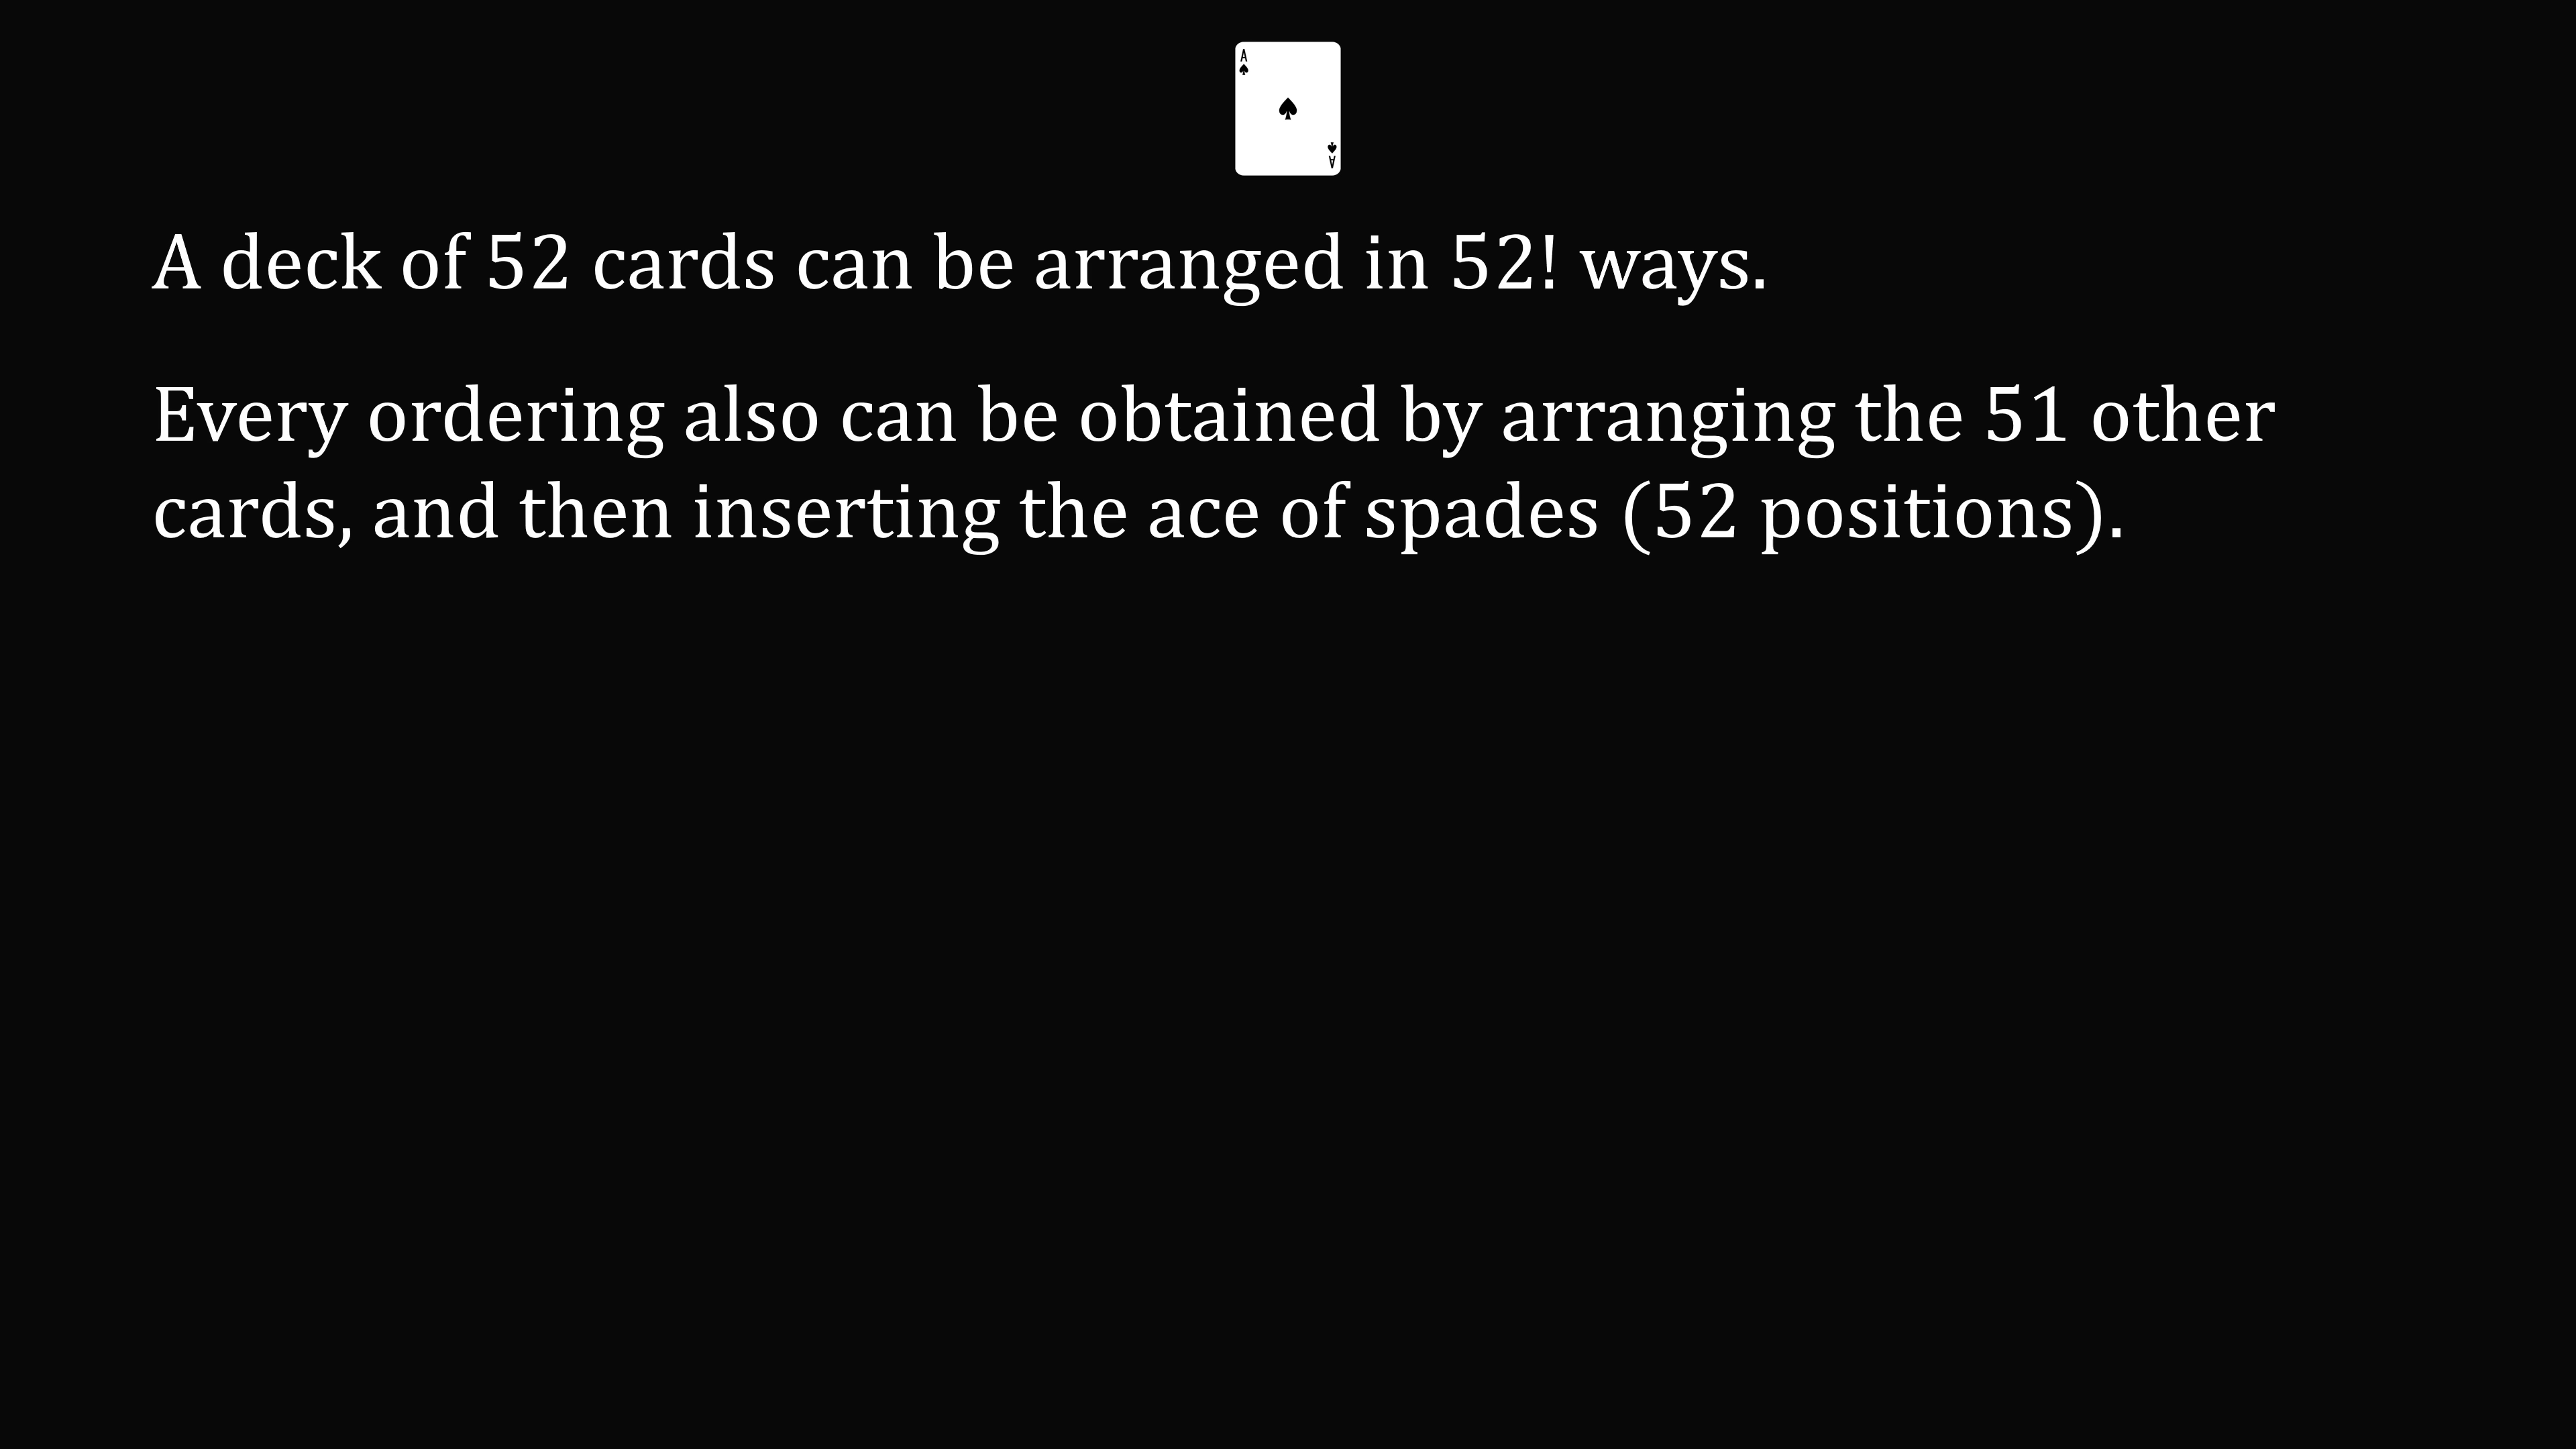 A
♠
♠
♠
A
A deck of 52 cards can be arranged in 52! ways.
Every ordering also can be obtained by arranging the 51 other
cards, and then inserting the ace of spades (52 positions).